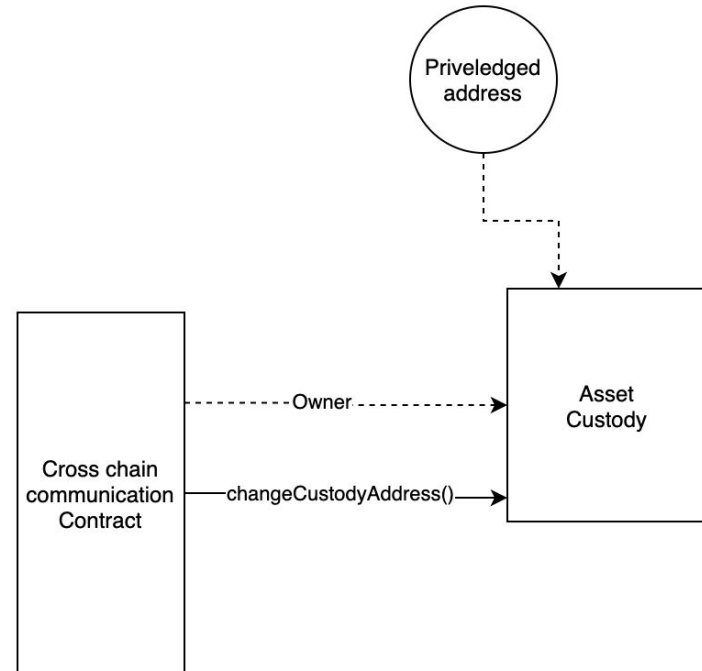 Priveledged
address
Owner
Asset
Custody
Cross chain
communication
Contract
changeCustodyAddress()